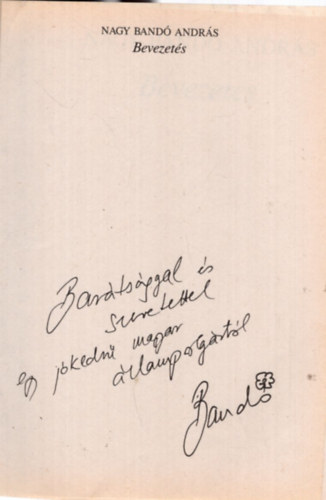 NAGY BANDÓ ANDRÁS
Bevezetés
Barátsággal és
szeretettel
egy jókedvű magyar
állampolgártól
Bandó